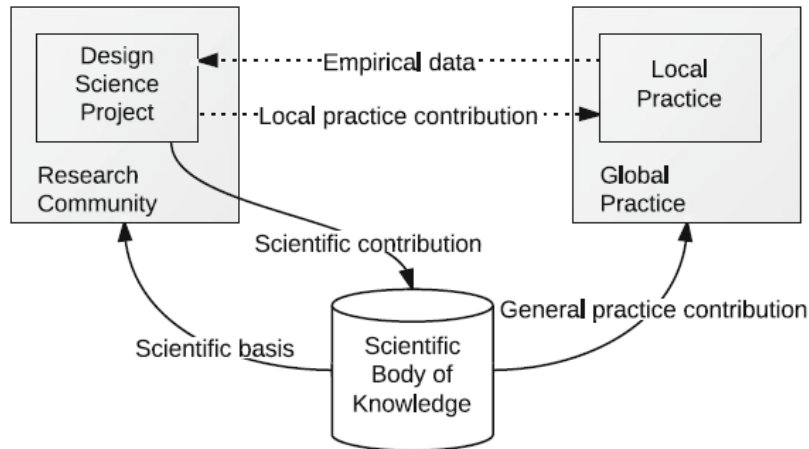 Design
Science
Project
Empirical data
Local
Practice
Local practice contribution
Research
Community
Global
Practice
Scientific contribution
General practice contribution
Scientific basis
Scientific
Body of
Knowledge